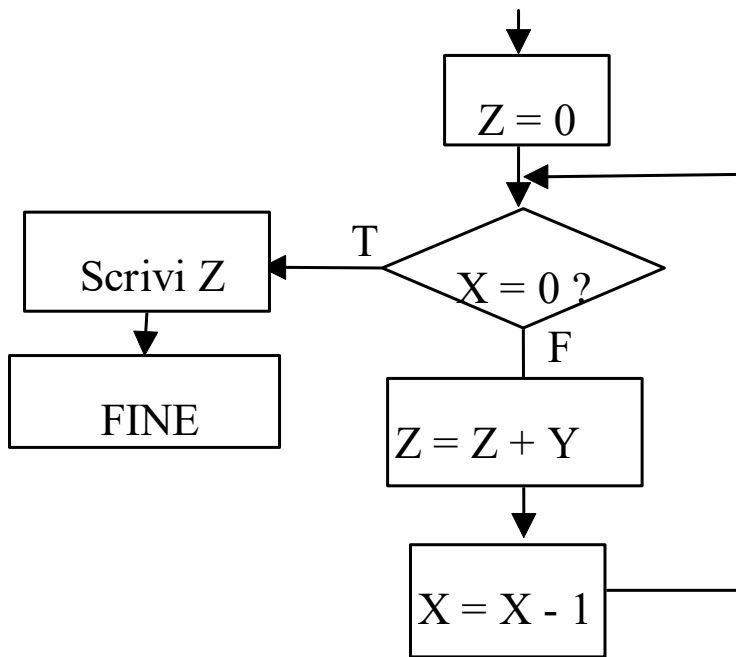 Z = 0
T
Scrivi Z
X = 0 ?
F
FINE
Z = Z + Y
X = X - 1